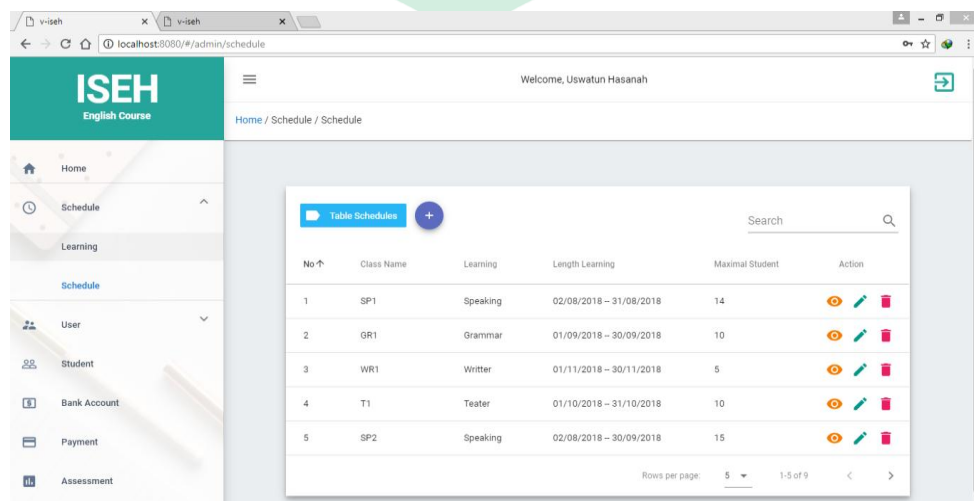 v-iseh
v-iseh
localhost:8080/#/admin/schedule
ISEH
English Course
Welcome, Uswatun Hasanah
Home / Schedule / Schedule
Home
Schedule
Learning
Schedule
User
Student
Bank Account
Payment
Assessment
Table Schedules
+
Search
No Class Name Learning Length Learning Maximal Student Action
1 SP1 Speaking 02/08/2018 -- 31/08/2018 14
2 GR1 Grammar 01/09/2018 -- 30/09/2018 10
3 WR1 Writter 01/11/2018 -- 30/11/2018 5
4 T1 Teater 01/10/2018 -- 31/10/2018 10
5 SP2 Speaking 02/08/2018 -- 30/09/2018 15
Rows per page: 5 1-5 of 9